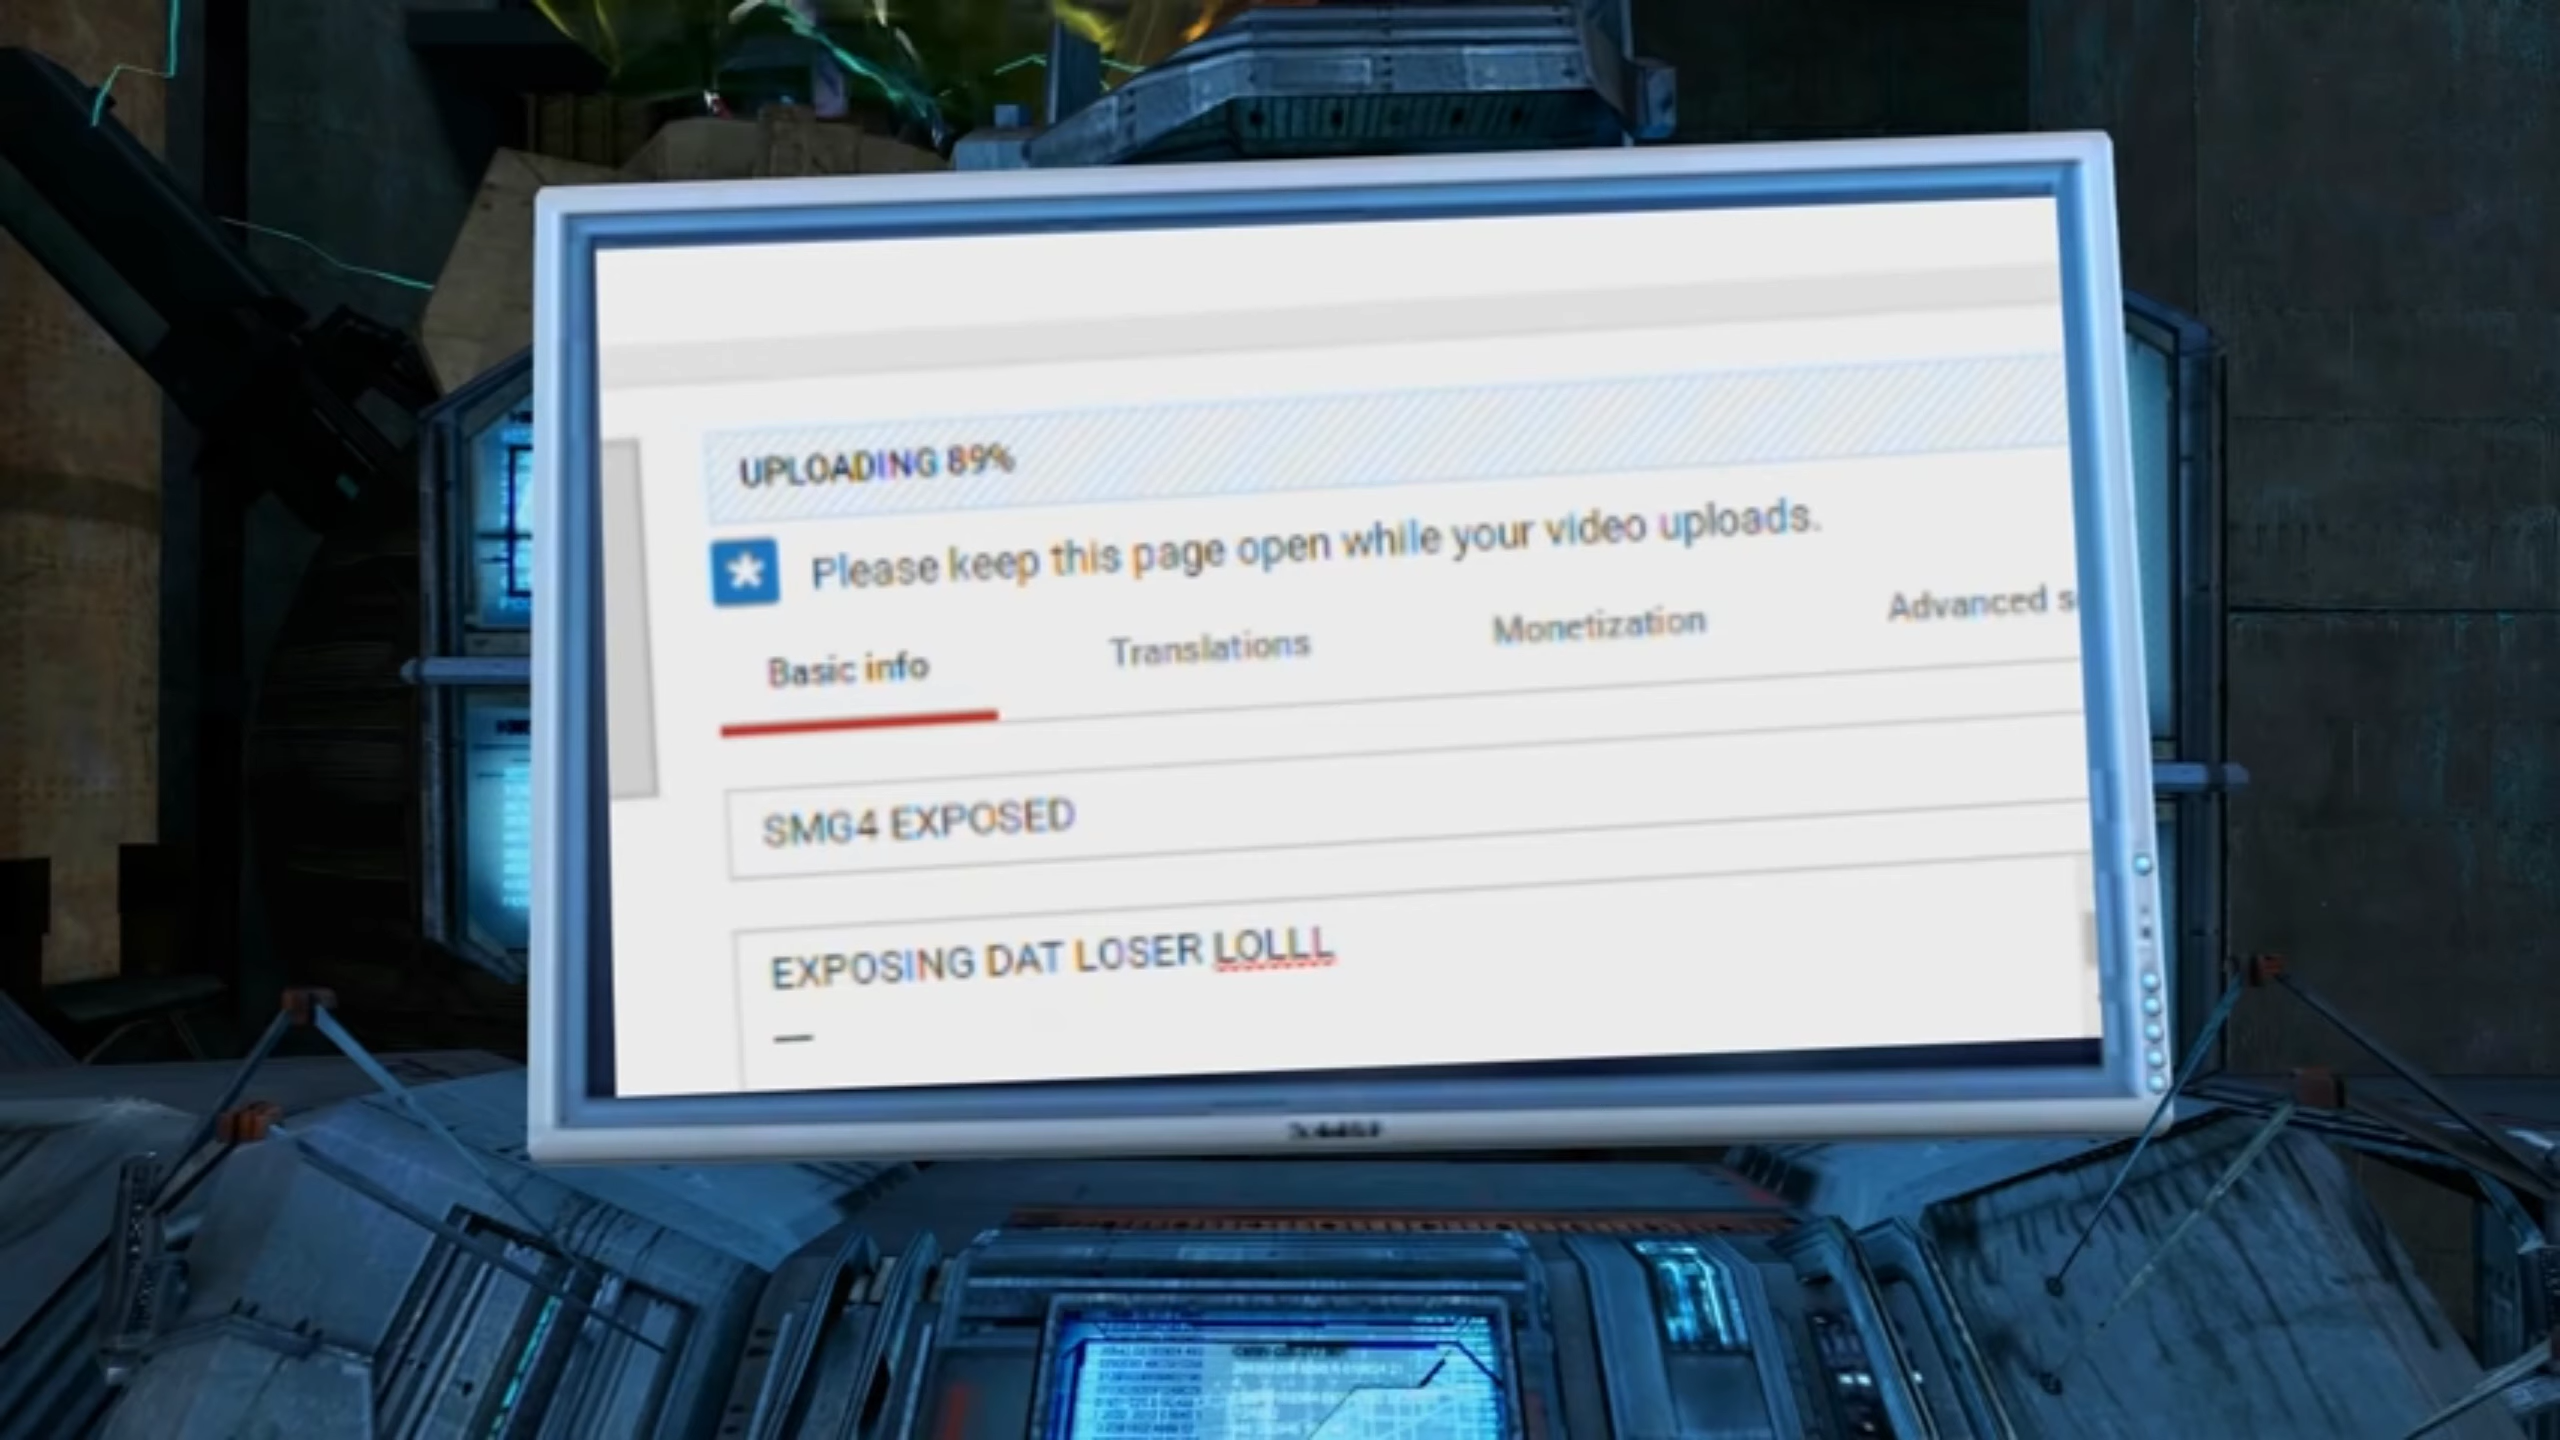 UPLOADING 89%
Please keep this page open while your video uploads.
Basic info Translations Monetization Advanced s
SMG4 EXPOSED
EXPOSING DAT LOSER LOLLL
—